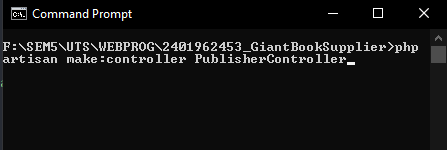 Command Prompt
F:\SEM5\UTS\WEBPROG\2401962453_GiantBookSupplier>php
artisan make:controller PublisherController